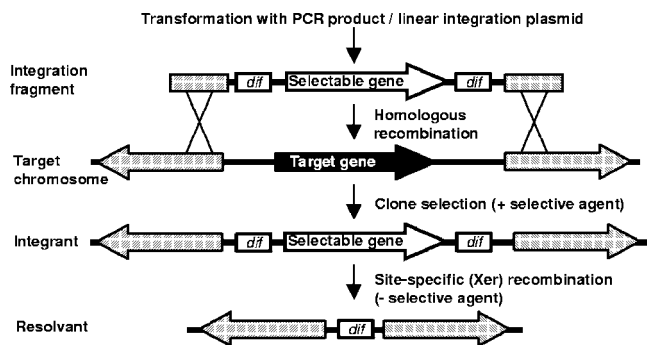 Transformation with PCR product / linear integration plasmid
Integration
fragment
dif
Selectable gene
dif
Homologous
recombination
Target
chromosome
Target gene
Clone selection (+ selective agent)
Integrant
dif
Selectable gene
dif
Site-specific (Xer) recombination
(- selective agent)
Resolvant
dif